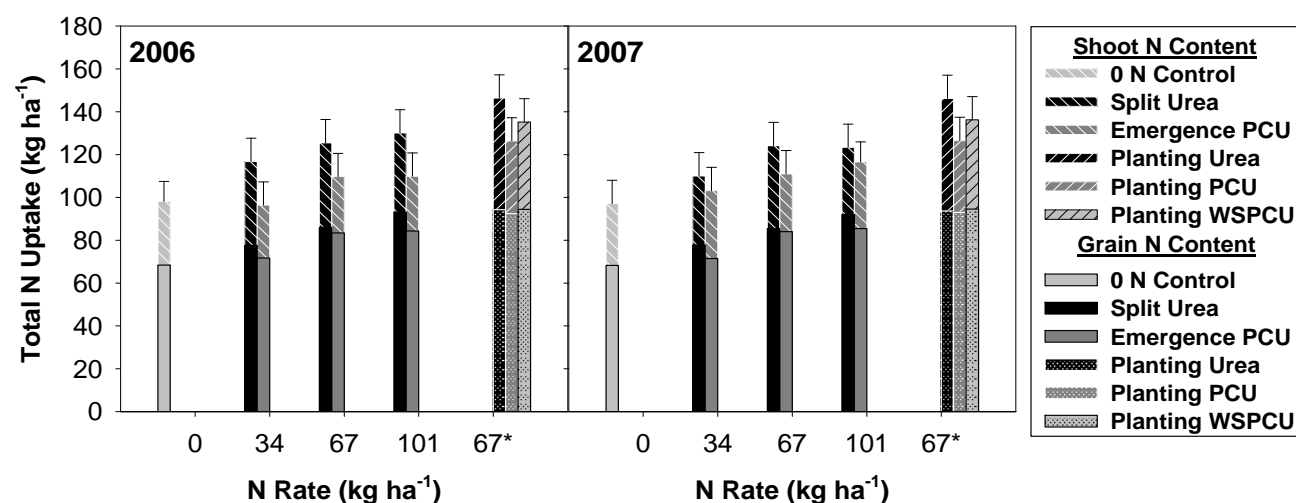 Total N Uptake (kg ha⁻¹)
180
160
140
120
100
80
60
40
20
0
2006
2007
0 34 67 101 67* 0 34 67 101 67*
N Rate (kg ha⁻¹) N Rate (kg ha⁻¹)
Shoot N Content
0 N Control
Split Urea
Emergence PCU
Planting Urea
Planting PCU
Planting WSPCU
Grain N Content
0 N Control
Split Urea
Emergence PCU
Planting Urea
Planting PCU
Planting WSPCU